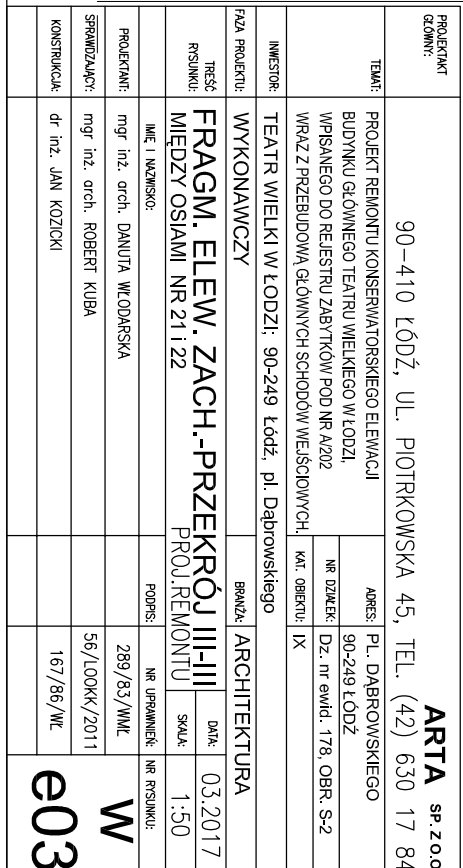 PROJEKTAKT
GŁÓWNY:
ARTA SP. Z O.O
90-410 ŁÓDŹ, UL. PIOTRKOWSKA 45, TEL. (42) 630 17 84
TEMAT:
PROJEKT REMONTU KONSERWATORSKIEGO ELEWACJI
BUDYNKU GŁÓWNEGO TEATRU WIELKIEGO W ŁODZI,
WPISANEGO DO REJESTRU ZABYTKÓW POD NR A/202
WRAZ Z PRZEBUDOWĄ GŁÓWNYCH SCHODÓW WEJŚCIOWYCH.
ADRES: PL. DĄBROWSKIEGO
90-249 ŁÓDŹ
NR DZIAŁEK: Dz. nr ewid. 178, OBR. S-2
KAT. OBIEKTU: IX
INWESTOR: TEATR WIELKI W ŁODZI; 90-249 Łódź, pl. Dąbrowskiego
FAZA PROJEKTU: WYKONAWCZY
BRANŻA: ARCHITEKTURA
TREŚĆ
RYSUNKU:
FRAGM. ELEW. ZACH.-PRZEKRÓJ III-III
MIĘDZY OSIAMI NR 21 i 22
PROJ.REMONTU
DATA: 03.2017
SKALA: 1:50
IMIĘ I NAZWISKO: PODPIS: NR UPRAWNIEŃ: NR RYSUNKU:
PROJEKTANT: mgr inż. arch. DANUTA WŁODARSKA 289/83/WMŁ
SPRAWDZAJĄCY: mgr inż. arch. ROBERT KUBA 56/LOOKK/2011
KONSTRUKCJA: dr inż. JAN KOZICKI 167/86/WŁ
W
e03